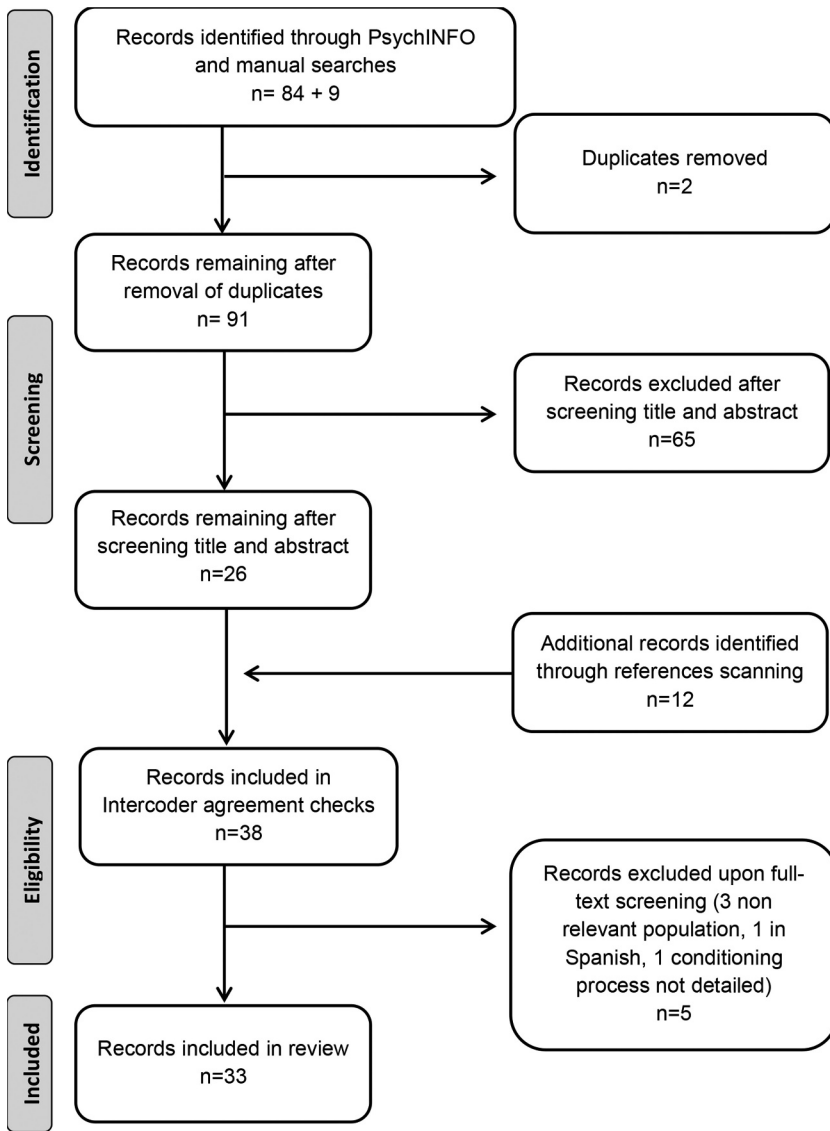 Identification
Records identified through PsychINFO
and manual searches
n= 84 + 9
Duplicates removed
n=2
Records remaining after
removal of duplicates
n= 91
Screening
Records excluded after
screening title and abstract
n=65
Records remaining after
screening title and abstract
n=26
Additional records identified
through references scanning
n=12
Eligibility
Records included in
Intercoder agreement checks
n=38
Records excluded upon full-
text screening (3 non
relevant population, 1 in
Spanish, 1 conditioning
process not detailed)
n=5
Included
Records included in review
n=33